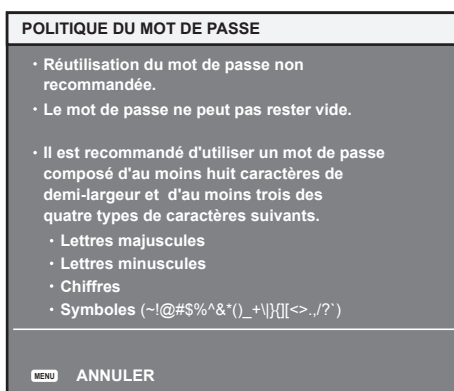 POLITIQUE DU MOT DE PASSE
・Réutilisation du mot de passe non
recommandée.
・Le mot de passe ne peut pas rester vide.
・Il est recommandé d'utiliser un mot de passe
composé d'au moins huit caractères de
demi-largeur et d'au moins trois des
quatre types de caractères suivants.
・Lettres majuscules
・Lettres minuscules
・Chiffres
・Symboles (~!@#$%^&*()_+\|}{][<>.,/?`)
MENU ANNULER